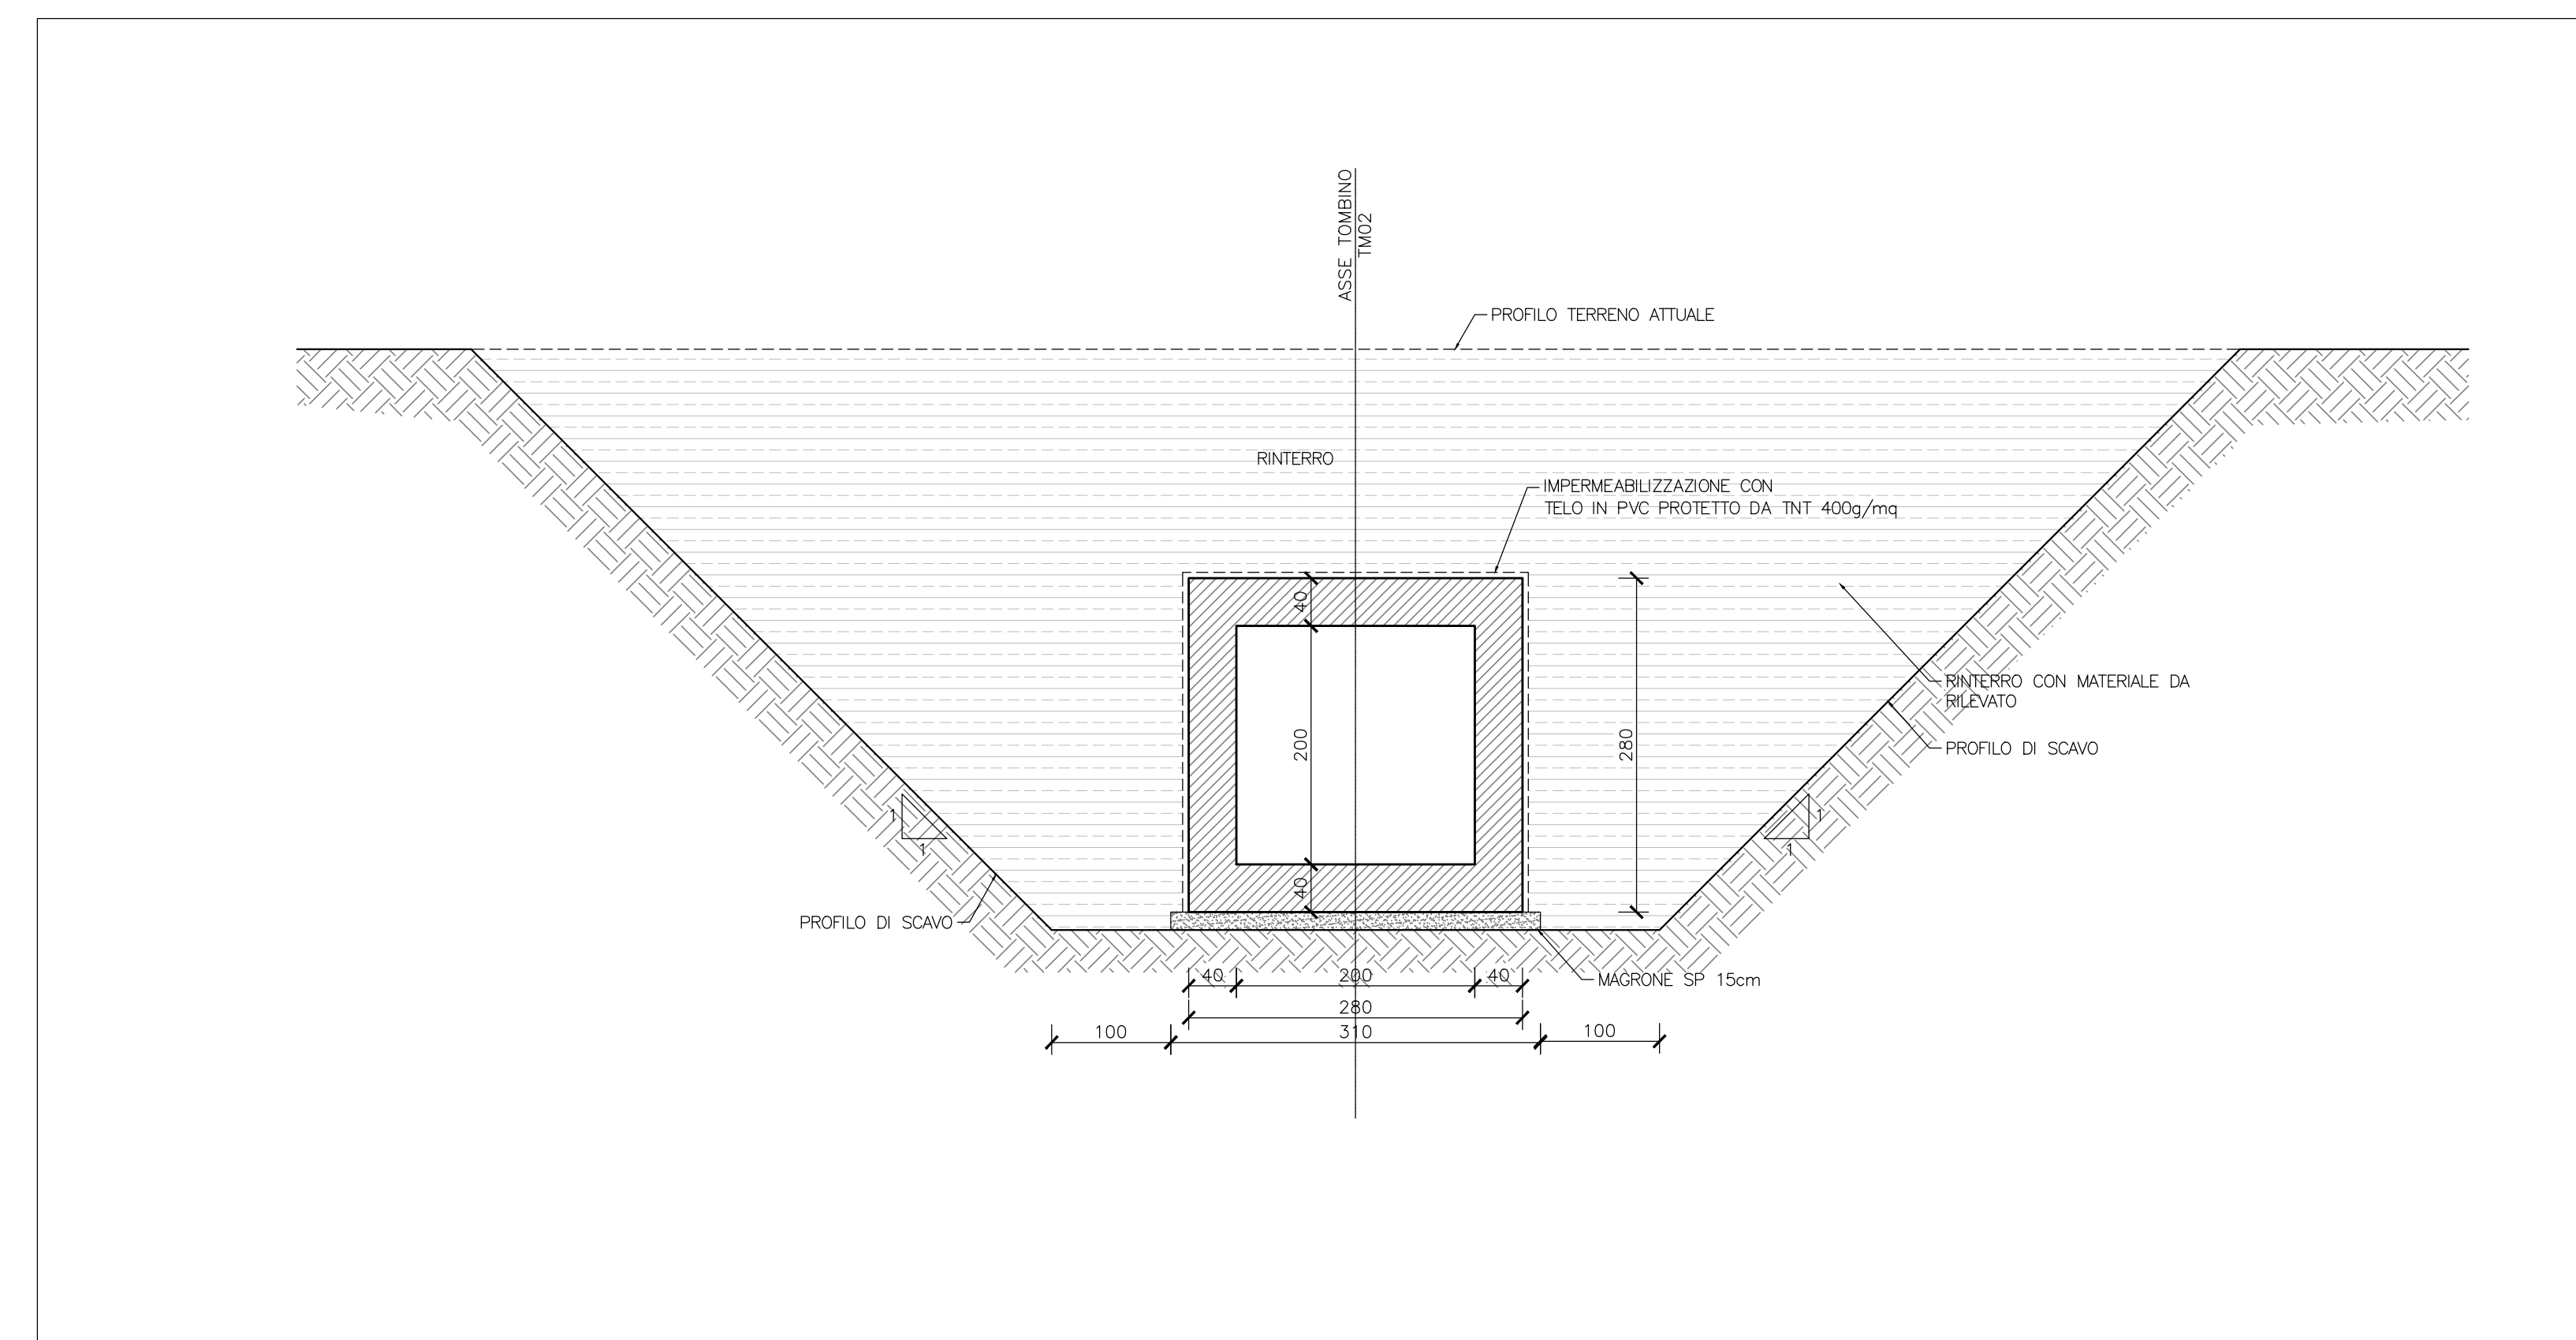 ASSE TOMBINO
TM02
PROFILO TERRENO ATTUALE
RINTERRO
IMPERMEABILIZZAZIONE CON
TELO IN PVC PROTETTO DA TNT 400g/mq
40
200
280
RINTERRO CON MATERIALE DA
RILEVATO
PROFILO DI SCAVO
1
1
1
1
40
PROFILO DI SCAVO
MAGRONE SP 15cm
40 200 40
280
100 310 100